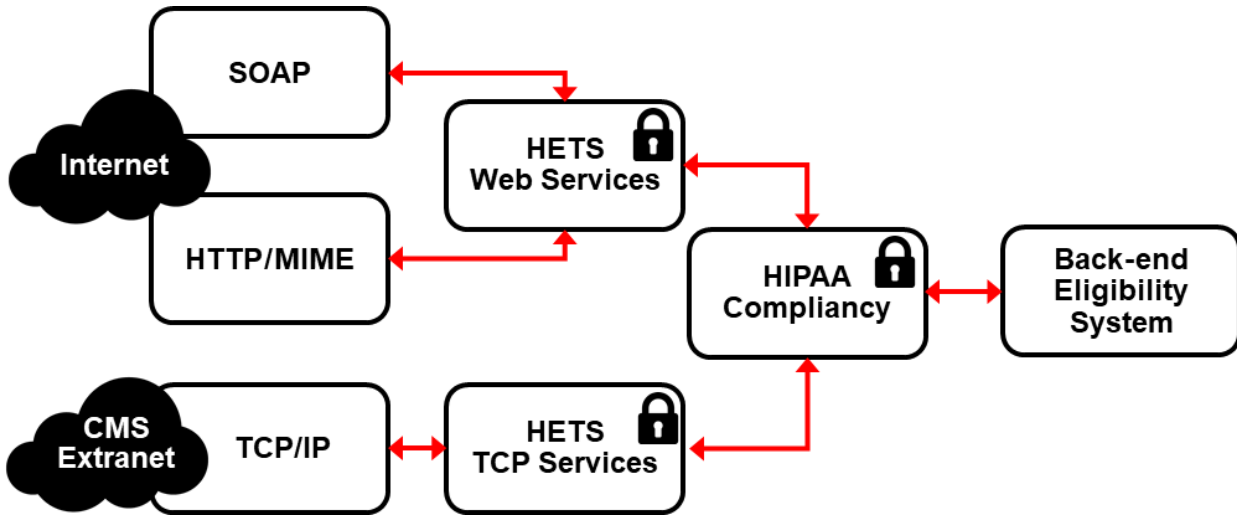 SOAP
Internet
HTTP/MIME
HETS
Web Services
HIPAA
Compliancy
Back-end
Eligibility
System
CMS
Extranet
TCP/IP
HETS
TCP Services